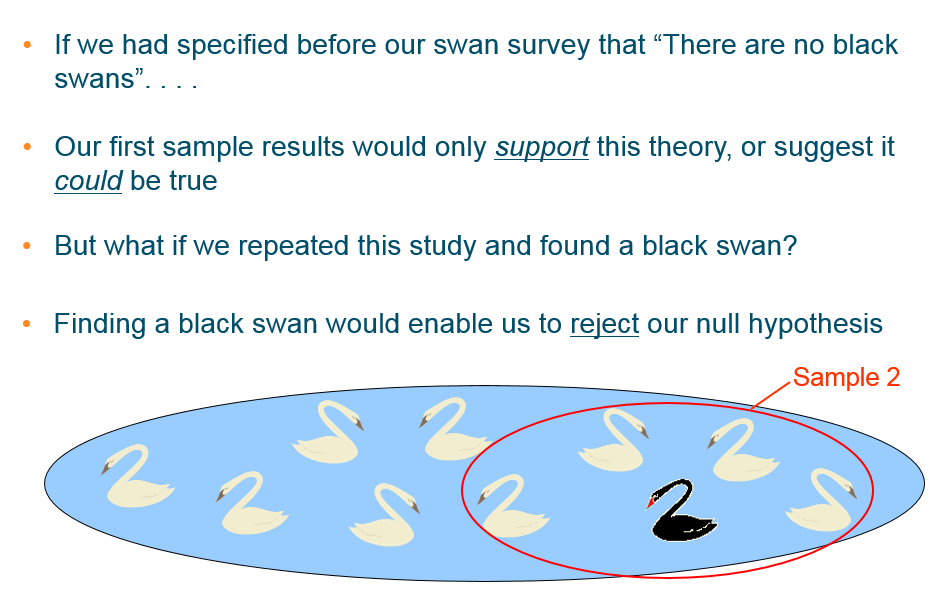 • If we had specified before our swan survey that “There are no black
swans”. . . .
• Our first sample results would only support this theory, or suggest it
could be true
• But what if we repeated this study and found a black swan?
• Finding a black swan would enable us to reject our null hypothesis
Sample 2